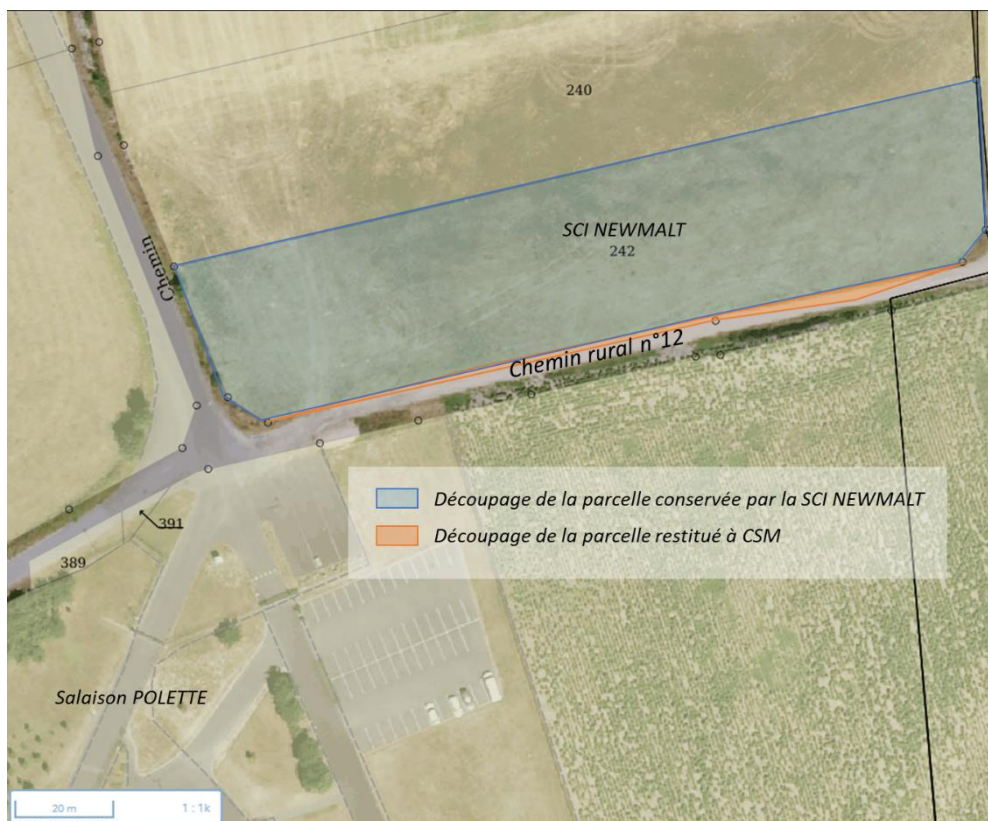 240
SCI NEWMALT
242
Chemin
Chemin rural n°12
Découpage de la parcelle conservée par la SCI NEWMALT
Découpage de la parcelle restitué à CSM
391
389
Salaison POLETTE
20 m
1 : 1k